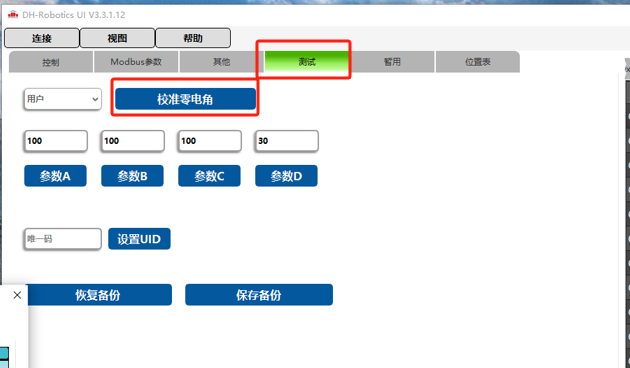 DH-Robotics UI V3.3.1.12
连接 视图 帮助
控制 Modbus参数 其他 测试 暂用 位置表
用户 校准零电角
100 100 100 30
参数A 参数B 参数C 参数D
唯一码 设置UID
恢复备份 保存备份